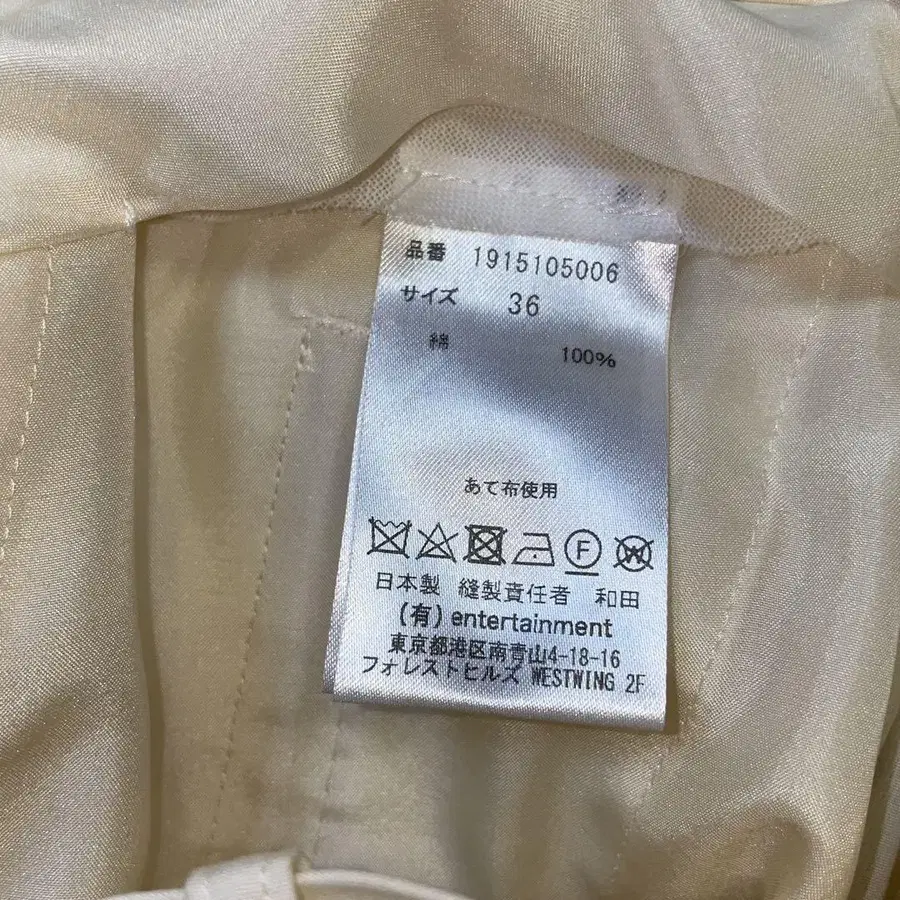 品番 1915105006
サイズ 36
綿 100%
あて布使用
F W
日本製 縫製責任者 和田
(有) entertainment
東京都港区南青山4-18-16
フォレストヒルズ WESTWING 2F